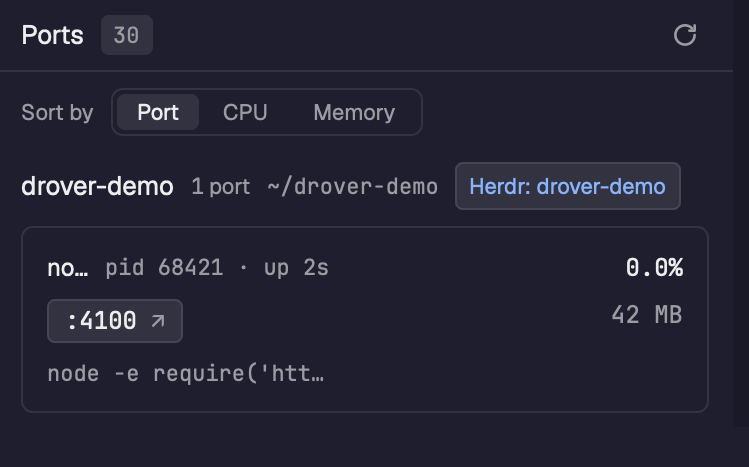 Ports 30
Sort by Port CPU Memory
drover-demo 1 port ~/drover-demo Herdr: drover-demo
no… pid 68421 · up 2s 0.0%
:4100 ↗ 42 MB
node -e require('htt…